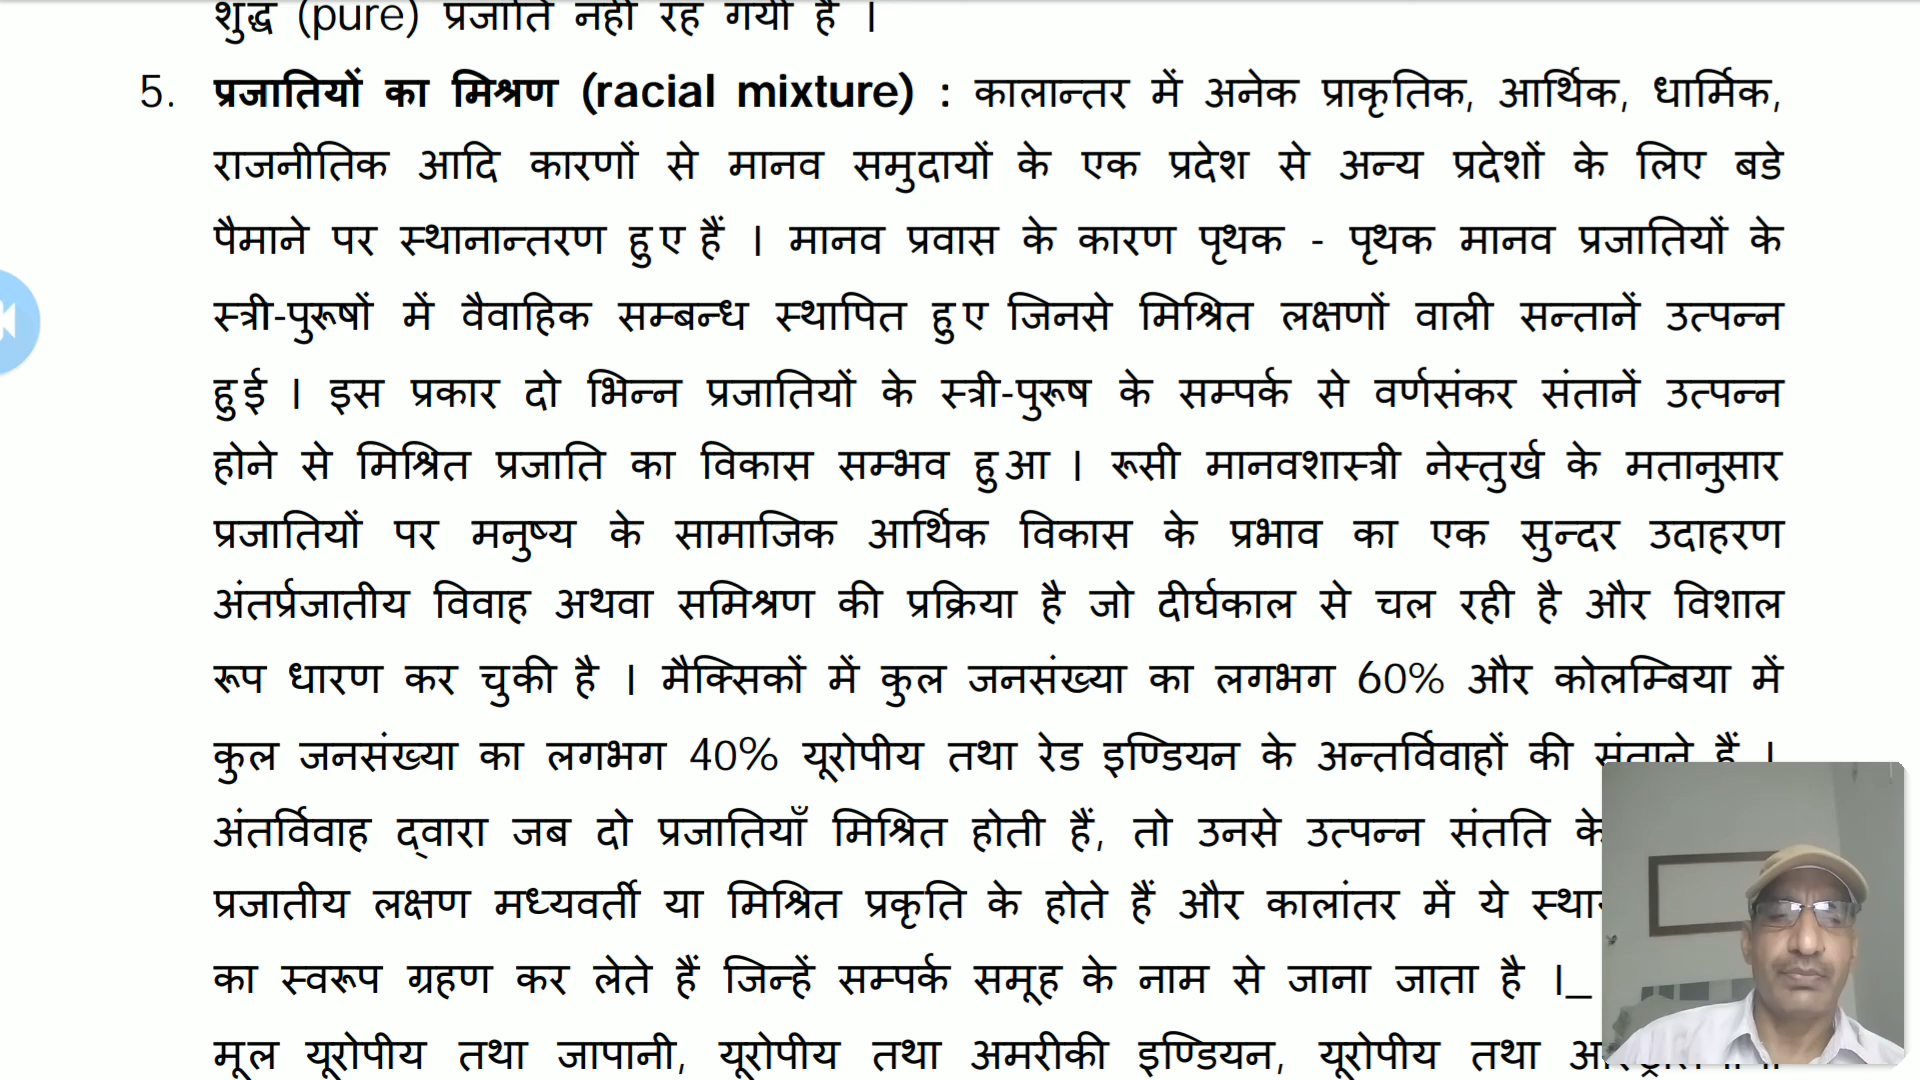 शुद्ध (pure) प्रजाति नहीं रह गयी है ।
5. प्रजातियों का मिश्रण (racial mixture) : कालान्तर में अनेक प्राकृतिक, आर्थिक, धार्मिक,
राजनीतिक आदि कारणों से मानव समुदायों के एक प्रदेश से अन्य प्रदेशों के लिए बडे
पैमाने पर स्थानान्तरण हुए हैं । मानव प्रवास के कारण पृथक - पृथक मानव प्रजातियों के
स्त्री-पुरूषों में वैवाहिक सम्बन्ध स्थापित हुए जिनसे मिश्रित लक्षणों वाली सन्तानें उत्पन्न
हुई । इस प्रकार दो भिन्न प्रजातियों के स्त्री-पुरूष के सम्पर्क से वर्णसंकर संतानें उत्पन्न
होने से मिश्रित प्रजाति का विकास सम्भव हुआ । रूसी मानवशास्त्री नेस्तुर्ख के मतानुसार
प्रजातियों पर मनुष्य के सामाजिक आर्थिक विकास के प्रभाव का एक सुन्दर उदाहरण
अंतर्प्रजातीय विवाह अथवा समिश्रण की प्रक्रिया है जो दीर्घकाल से चल रही है और विशाल
रूप धारण कर चुकी है । मैक्सिकों में कुल जनसंख्या का लगभग 60% और कोलम्बिया में
कुल जनसंख्या का लगभग 40% यूरोपीय तथा रेड इण्डियन के अन्तर्विवाहों की संताने हैं ।
अंतर्विवाह द्वारा जब दो प्रजातियाँ मिश्रित होती हैं, तो उनसे उत्पन्न संतति के
प्रजातीय लक्षण मध्यवर्ती या मिश्रित प्रकृति के होते हैं और कालांतर में ये
का स्वरूप ग्रहण कर लेते हैं जिन्हें सम्पर्क समूह के नाम से जाना जाता है ।_
मूल यूरोपीय तथा जापानी, यूरोपीय तथा अमरीकी इण्डियन, यूरोपीय तथा